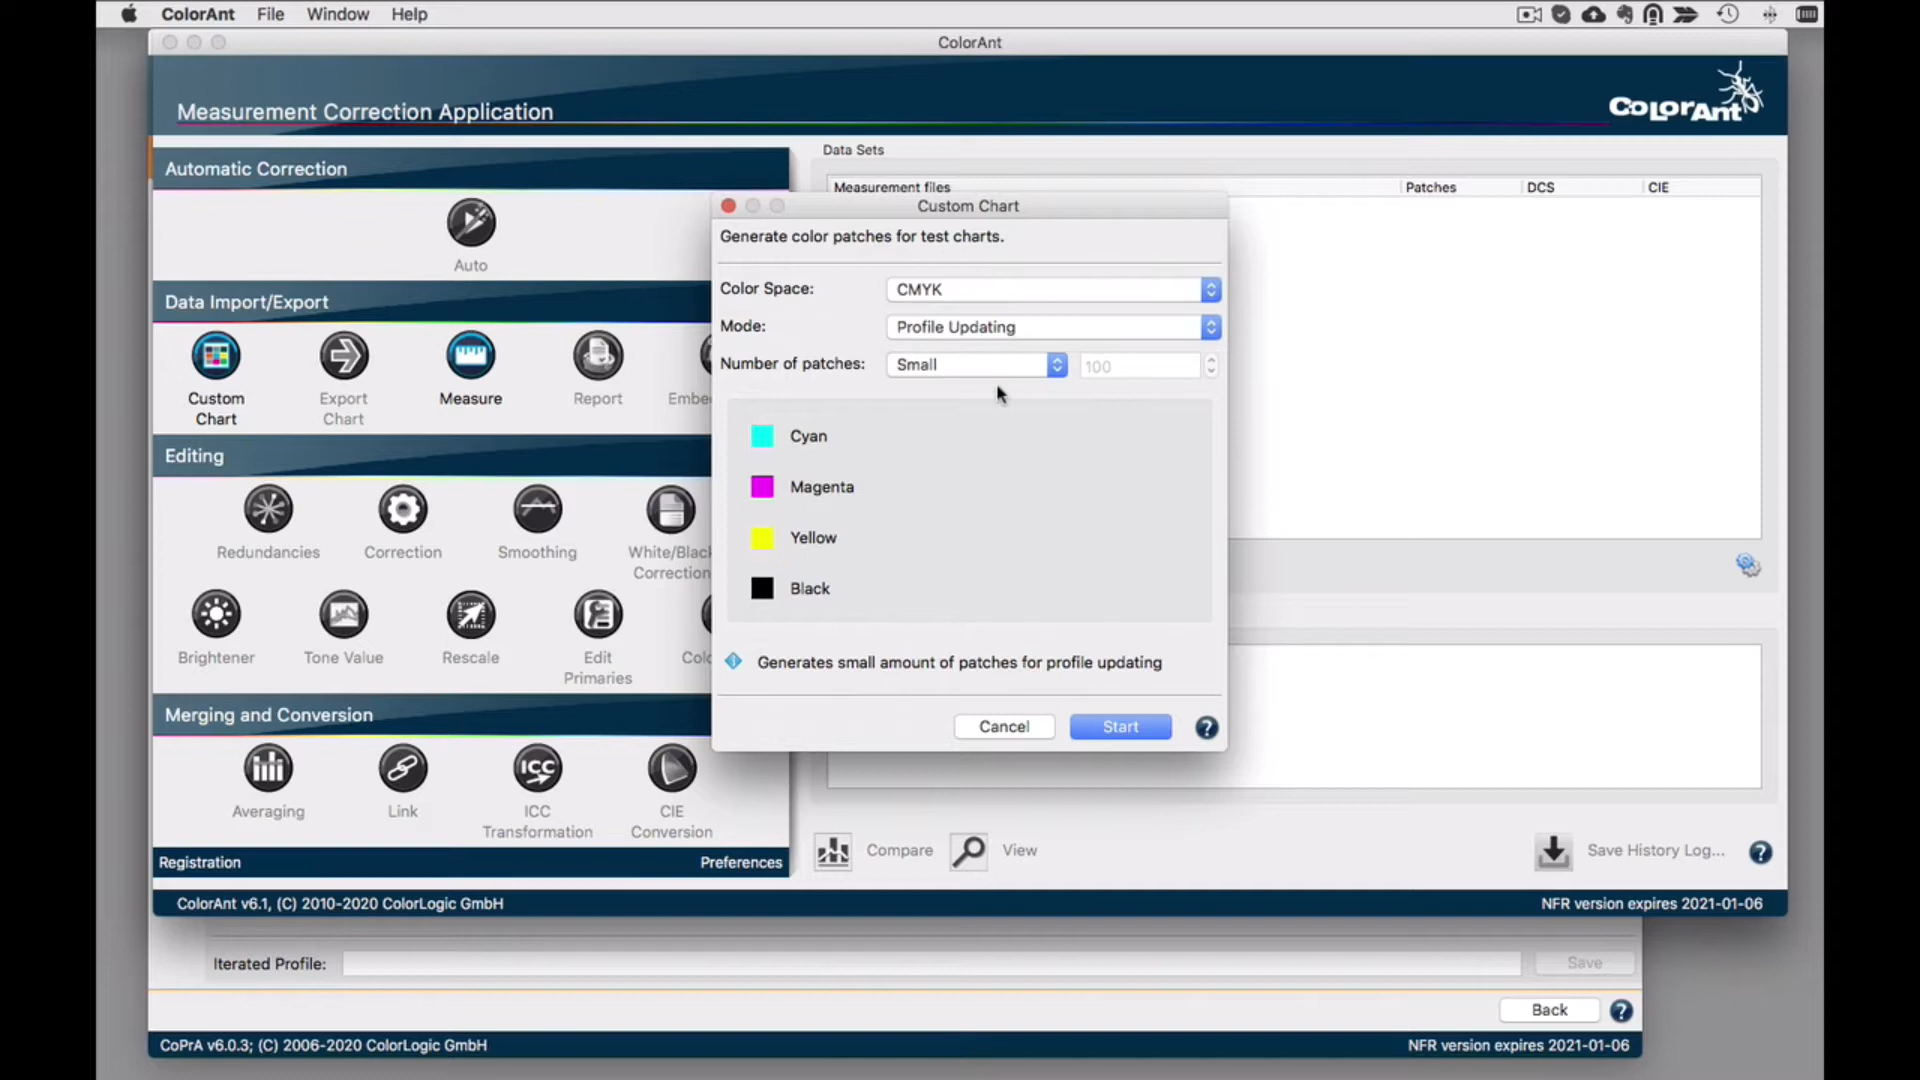 ColorAnt File Window Help
ColorAnt
Measurement Correction Application
ColorAnt
Automatic Correction
Auto
Data Import/Export
Custom Chart
Export Chart
Measure
Report
Embe
Editing
Redundancies
Correction
Smoothing
White/Black Correction
Brightener
Tone Value
Rescale
Edit Primaries
Colo
Merging and Conversion
Averaging
Link
ICC
ICC Transformation
CIE Conversion
Registration Preferences
Data Sets
Measurement files Patches DCS CIE
Custom Chart
Generate color patches for test charts.
Color Space: CMYK
Mode: Profile Updating
Number of patches: Small 100
Cyan
Magenta
Yellow
Black
Generates small amount of patches for profile updating
Cancel Start ?
Compare View Save History Log... ?
ColorAnt v6.1, (C) 2010-2020 ColorLogic GmbH NFR version expires 2021-01-06
Iterated Profile: Save
Back ?
CoPrA v6.0.3; (C) 2006-2020 ColorLogic GmbH NFR version expires 2021-01-06